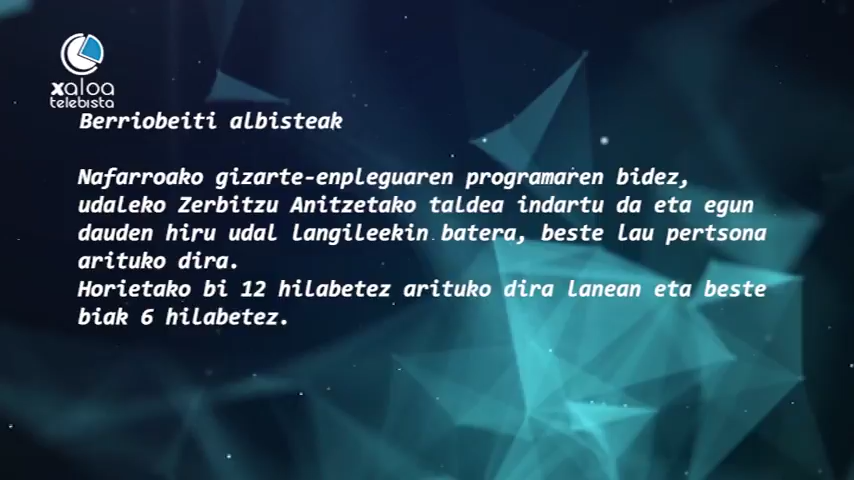 xaloa
telebista
Berriobeiti albisteak
Nafarroako gizarte-enpleguaren programaren bidez,
udaleko Zerbitzu Anitzetako taldea indartu da eta egun
dauden hiru udal langileekin batera, beste lau pertsona
arituko dira.
Horietako bi 12 hilabetez arituko dira lanean eta beste
biak 6 hilabetez.